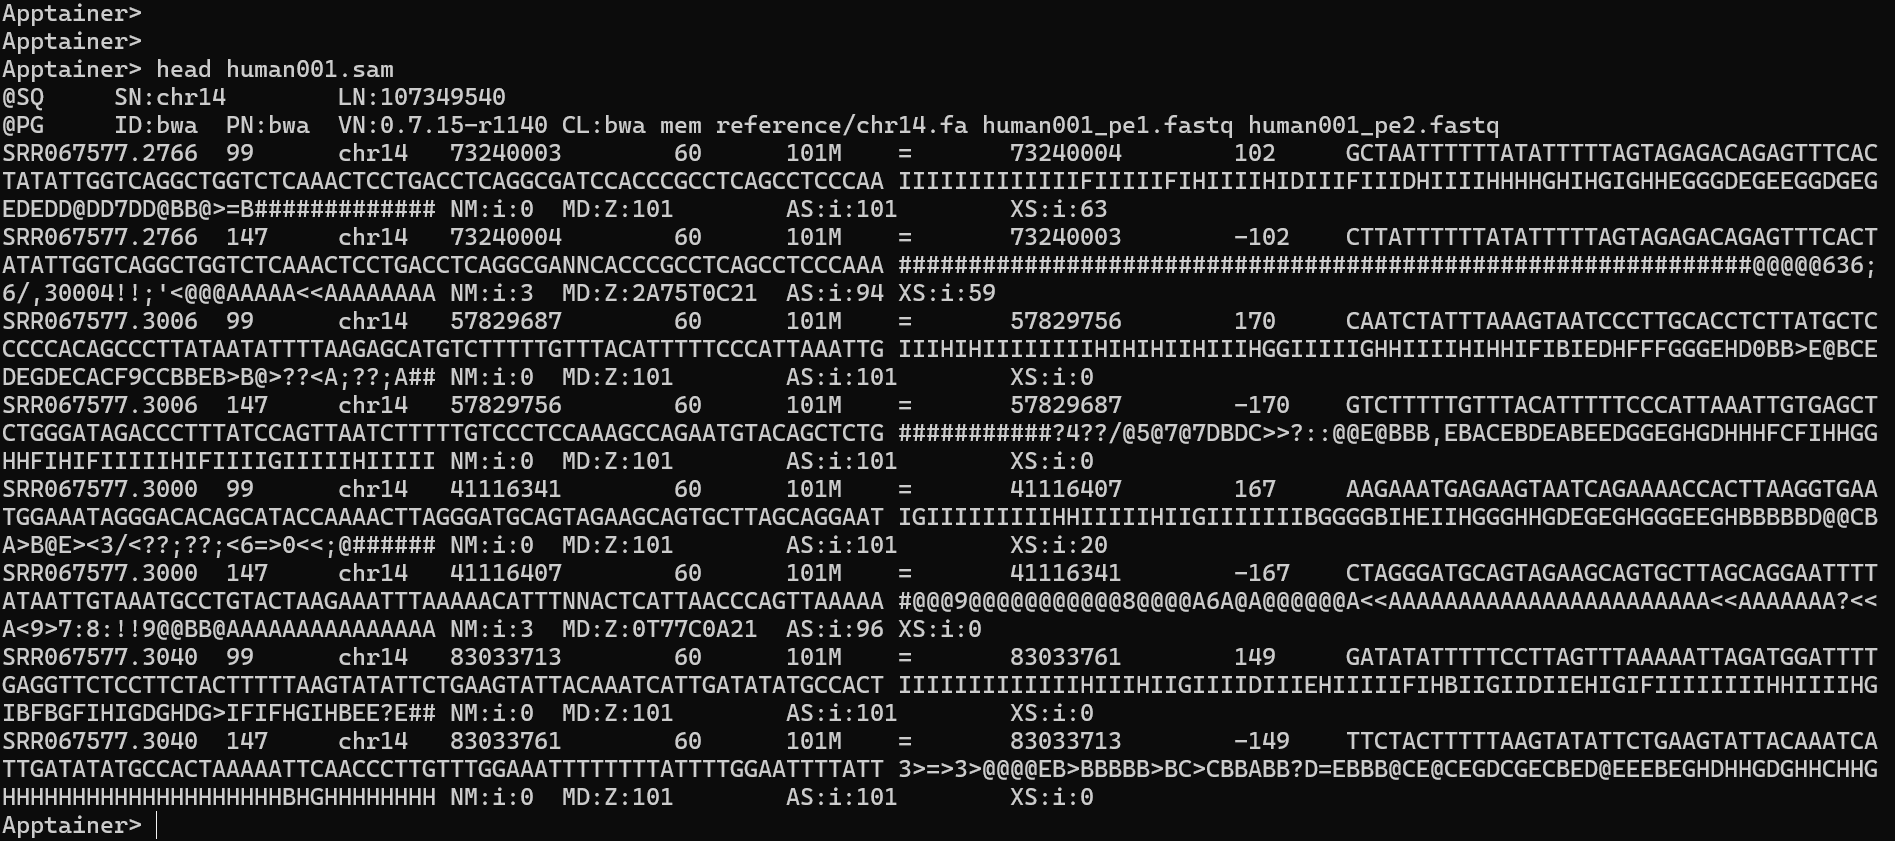 Apptainer>
Apptainer>
Apptainer> head human001.sam
@SQ     SN:chr14        LN:107349540
@PG     ID:bwa  PN:bwa  VN:0.7.15-r1140 CL:bwa mem reference/chr14.fa human001_pe1.fastq human001_pe2.fastq
SRR067577.2766  99      chr14   73240003        60      101M    =       73240004        102     GCTAATTTTTTATATTTTTAGTAGAGACAGAGTTTCAC
TATATTGGTCAGGCTGGTCTCAAACTCCTGACCTCAGGCGATCCACCCGCCTCAGCCTCCCAA IIIIIIIIIIIIIFIIIIIFIHIIIIHIDIIIFIIIDHIIIIHHHHGHIHGIGHHEGGGDEGEEGGDGEG
EDEDD@DD7DD@BB@>=B############# NM:i:0  MD:Z:101        AS:i:101        XS:i:63
SRR067577.2766  147     chr14   73240004        60      101M    =       73240003        -102    CTTATTTTTTATATTTTTAGTAGAGACAGAGTTTCACT
ATATTGGTCAGGCTGGTCTCAAACTCCTGACCTCAGGCGANNCACCCGCCTCAGCCTCCCAAA #############################################################@@@@@636;
6/,30004!!;'<@@@AAAAA<<AAAAAAAA NM:i:3  MD:Z:2A75T0C21  AS:i:94 XS:i:59
SRR067577.3006  99      chr14   57829687        60      101M    =       57829756        170     CAATCTATTTAAAGTAATCCCTTGCACCTCTTATGCTC
CCCCACAGCCCTTATAATATTTTAAGAGCATGTCTTTTTGTTTACATTTTTCCCATTAAATTG IIIHIHIIIIIIIIHIHIHIIHIIIHGGIIIIIGHHIIIIHIHHIFIBIEDHFFFGGGEHD0BB>E@BCE
DEGDECACF9CCBBEB>B@>??<A;??;A## NM:i:0  MD:Z:101        AS:i:101        XS:i:0
SRR067577.3006  147     chr14   57829756        60      101M    =       57829687        -170    GTCTTTTTGTTTACATTTTTCCCATTAAATTGTGAGCT
CTGGGATAGACCCTTTATCCAGTTAATCTTTTTGTCCCTCCAAAGCCAGAATGTACAGCTCTG ###########?4??/@5@7@7DBDC>>?::@@E@BBB,EBACEBDEABEEDGGEGHGDHHHFCFIHHGG
HHFIHIFIIIIIHIFIIIIGIIIIIHIIIII NM:i:0  MD:Z:101        AS:i:101        XS:i:0
SRR067577.3000  99      chr14   41116341        60      101M    =       41116407        167     AAGAAATGAGAAGTAATCAGAAAACCACTTAAGGTGAA
TGGAAATAGGGACACAGCATACCAAAACTTAGGGATGCAGTAGAAGCAGTGCTTAGCAGGAAT IGIIIIIIIIIHHIIIIIHIIGIIIIIIIBGGGGBIHEIIHGGGHHGDEGEGHGGGEEGHBBBBBD@@CB
A>B@E><3/<??;??;<6=>0<<;@###### NM:i:0  MD:Z:101        AS:i:101        XS:i:20
SRR067577.3000  147     chr14   41116407        60      101M    =       41116341        -167    CTAGGGATGCAGTAGAAGCAGTGCTTAGCAGGAATTTT
ATAATTGTAAATGCCTGTACTAAGAAATTTAAAAACATTTNNACTCATTAACCCAGTTAAAAA #@@@9@@@@@@@@@@@8@@@@A6A@A@@@@@@A<<AAAAAAAAAAAAAAAAAAAAAAA<<AAAAAAA?<<
A<9>7:8:!!9@@BB@AAAAAAAAAAAAAAA NM:i:3  MD:Z:0T77C0A21  AS:i:96 XS:i:0
SRR067577.3040  99      chr14   83033713        60      101M    =       83033761        149     GATATATTTTTCCTTAGTTTAAAAATTAGATGGATTTT
GAGGTTCTCCTTCTACTTTTTAAGTATATTCTGAAGTATTACAAATCATTGATATATGCCACT IIIIIIIIIIIIIHIIIHIIGIIIIDIIIEHIIIIIFIHBIIGIIDIIEHIGIFIIIIIIIIHHIIIIHG
IBFBGFIHIGDGHDG>IFIFHGIHBEE?E## NM:i:0  MD:Z:101        AS:i:101        XS:i:0
SRR067577.3040  147     chr14   83033761        60      101M    =       83033713        -149    TTCTACTTTTTAAGTATATTCTGAAGTATTACAAATCA
TTGATATATGCCACTAAAAATTCAACCCTTGTTTGGAAATTTTTTTTATTTTGGAATTTTATT 3>=>3>@@@@EB>BBBBB>BC>CBBABB?D=EBBB@CE@CEGDCGECBED@EEEBEGHDHHGDGHHCHHG
HHHHHHHHHHHHHHHHHHHHBHGHHHHHHHH NM:i:0  MD:Z:101        AS:i:101        XS:i:0
Apptainer>